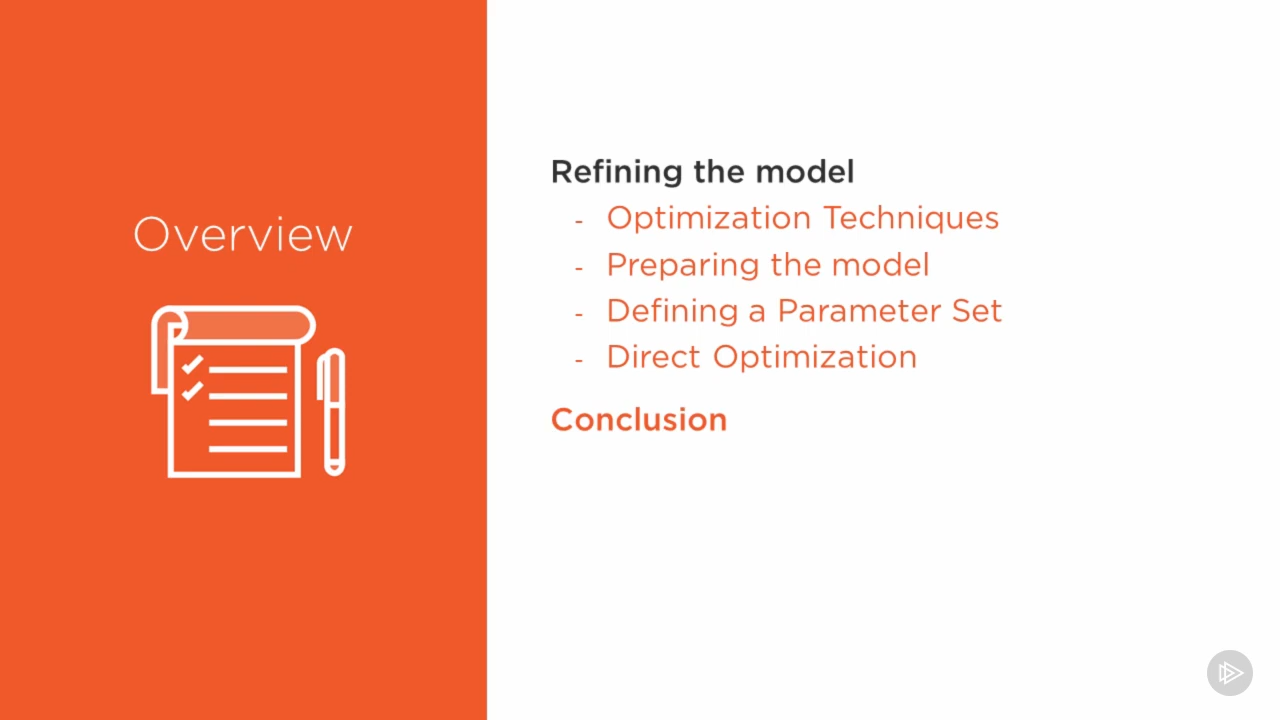 Overview
Refining the model
- Optimization Techniques
- Preparing the model
- Defining a Parameter Set
- Direct Optimization
Conclusion